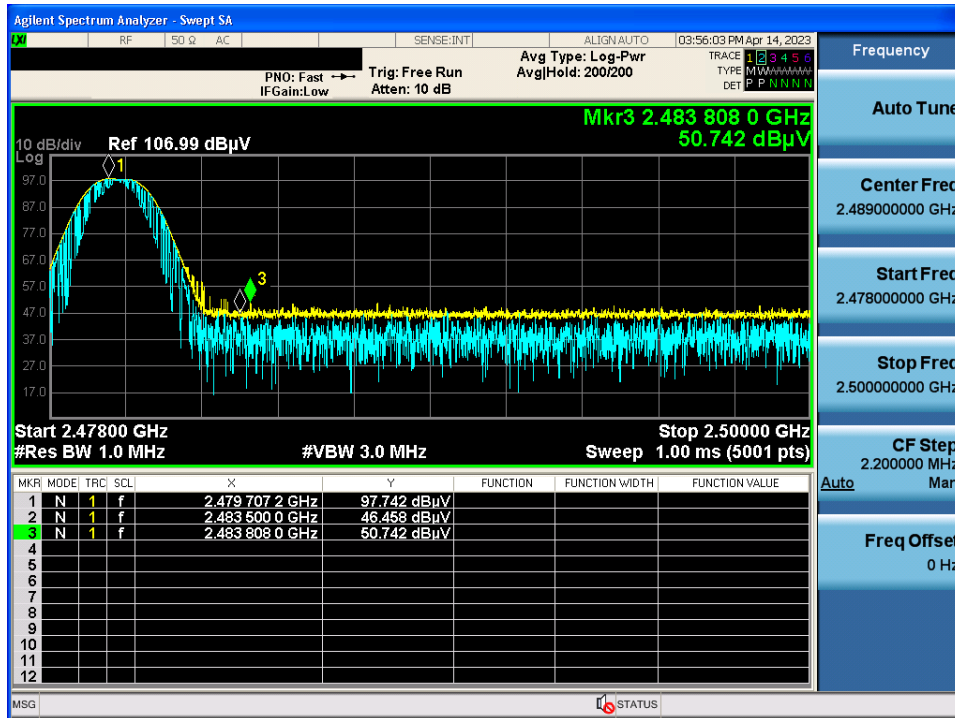 Agilent Spectrum Analyzer - Swept SA
LXI RF 50 Ω AC SENSE:INT ALIGN AUTO 03:56:03 PM Apr 14, 2023
Frequency
PNO: Fast Trig: Free Run Avg Type: Log-Pwr TRACE 1 2 3 4 5 6
IFGain:Low Atten: 10 dB Avg|Hold: 200/200 TYPE M WWWWW
DET P P N N N N
Auto Tune
Mkr3 2.483 808 0 GHz
50.742 dBµV
10 dB/div Ref 106.99 dBµV
Log
1
97.0
87.0
77.0
67.0
57.0
47.0
37.0
27.0
17.0
3
Center Freq
2.489000000 GHz
Start Freq
2.478000000 GHz
Stop Freq
2.500000000 GHz
Start 2.47800 GHz Stop 2.50000 GHz
#Res BW 1.0 MHz #VBW 3.0 MHz Sweep 1.00 ms (5001 pts)
CF Step
2.200000 MHz
Auto Man
MKR MODE TRC SCL X Y FUNCTION FUNCTION WIDTH FUNCTION VALUE
1 N 1 f 2.479 707 2 GHz 97.742 dBµV
2 N 1 f 2.483 500 0 GHz 46.458 dBµV
3 N 1 f 2.483 808 0 GHz 50.742 dBµV
4
5
6
7
8
9
10
11
12
Freq Offset
0 Hz
MSG STATUS